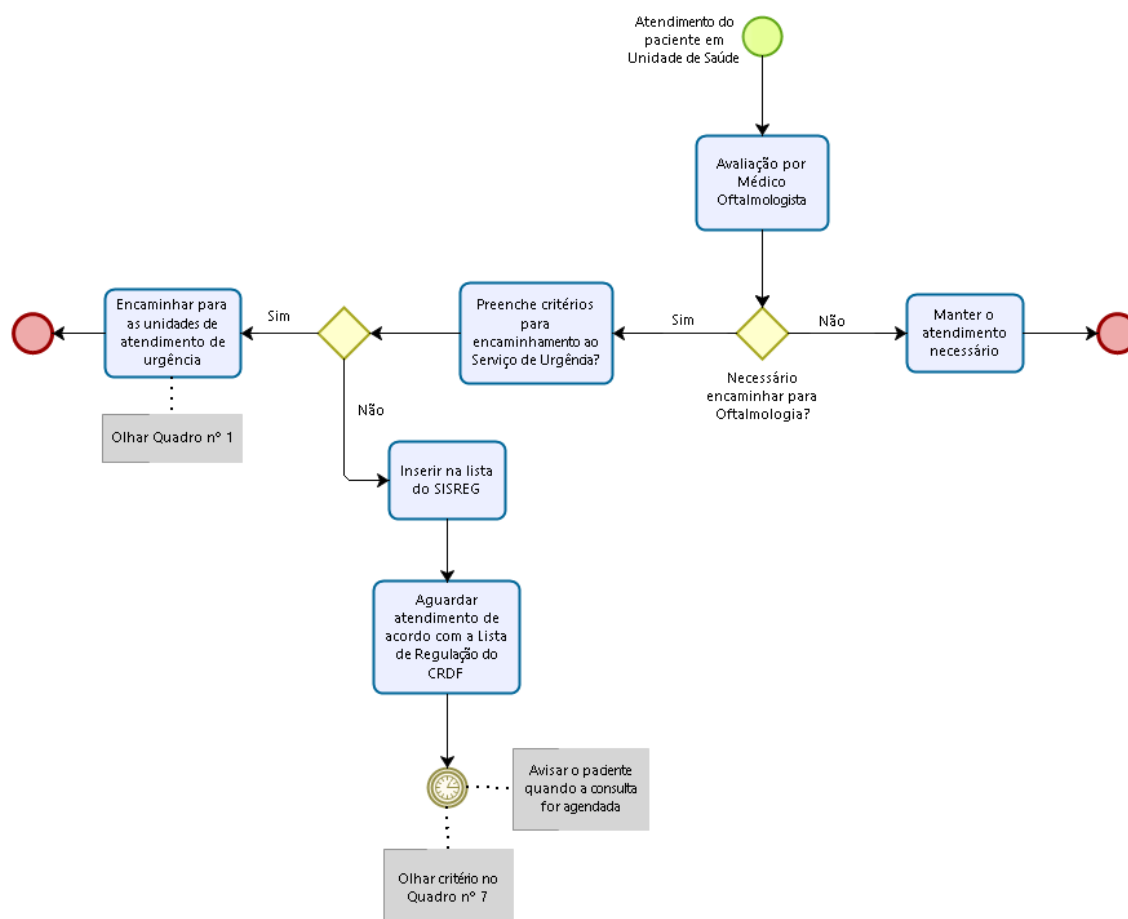 Atendimento do
paciente em
Unidade de Saúde
Avaliação por
Médico
Oftalmologista
Necessário
encaminhar para
Oftalmologia?
Não
Manter o
atendimento
necessário
Sim
Preenche critérios
para
encaminhamento ao
Serviço de Urgência?
Sim
Encaminhar para
as unidades de
atendimento de
urgência
Olhar Quadro nº 1
Não
Inserir na lista
do SISREG
Aguardar
atendimento de
acordo com a Lista
de Regulação do
CRDF
Avisar o paciente
quando a consulta
for agendada
Olhar critério no
Quadro nº 7